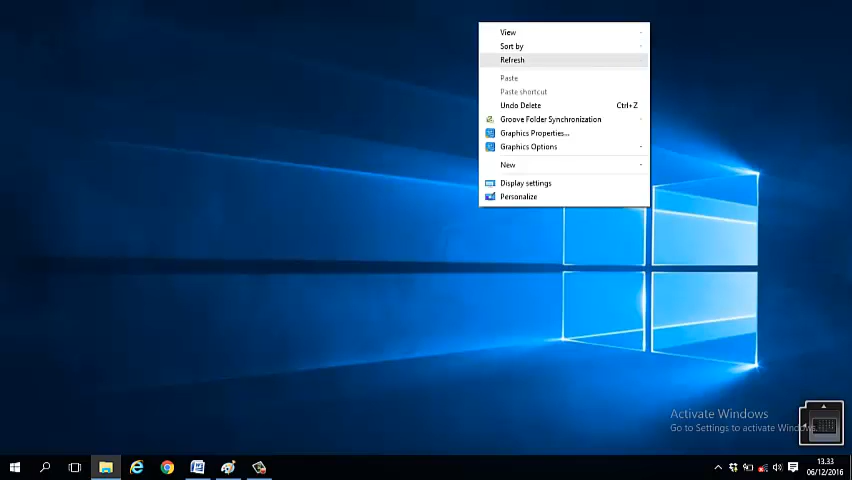 View
Sort by
Refresh
Paste
Paste shortcut
Undo Delete Ctrl+Z
Groove Folder Synchronization
Graphics Properties...
Graphics Options
New
Display settings
Personalize
Activate Windows
Go to Settings to activate Windows.
13.33
06/12/2016